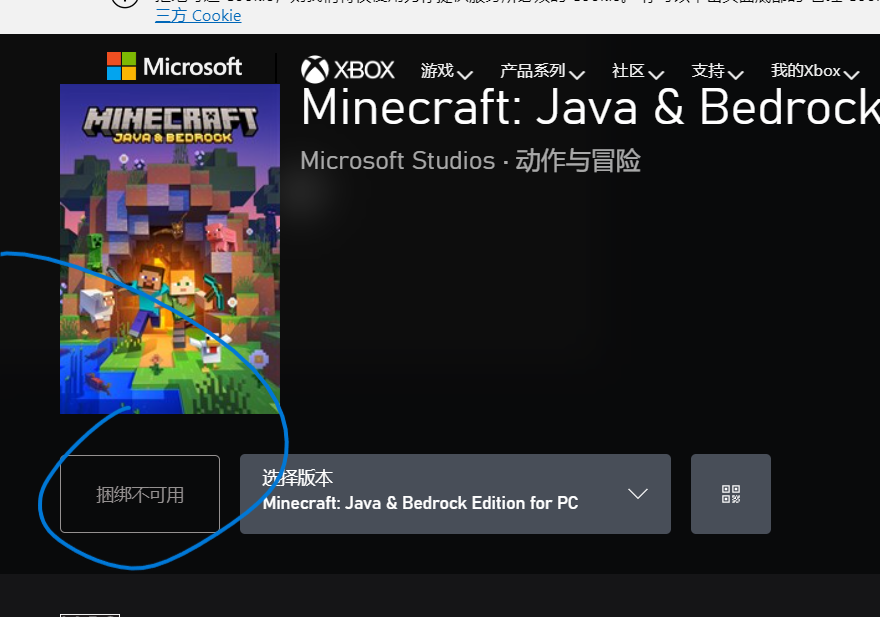 三方 Cookie
Microsoft
XBOX
游戏
产品系列
社区
支持
我的Xbox
MINECRAFT
JAVA & BEDROCK
Minecraft: Java & Bedrock
Microsoft Studios · 动作与冒险
捆绑不可用
选择版本
Minecraft: Java & Bedrock Edition for PC